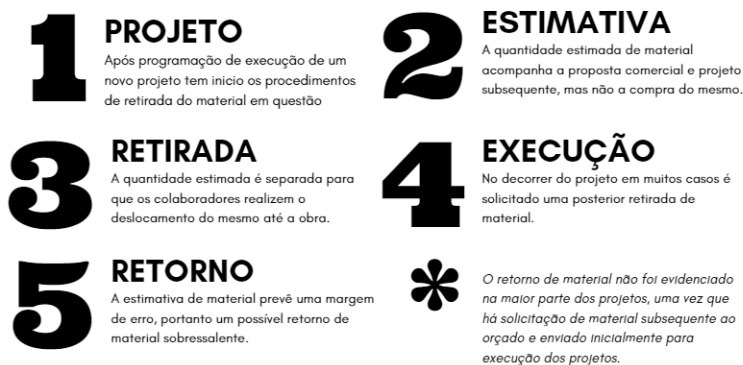 1 PROJETO
Após programação de execução de um
novo projeto tem inicio os procedimentos
de retirada do material em questão
2 ESTIMATIVA
A quantidade estimada de material
acompanha a proposta comercial e projeto
subsequente, mas não a compra do mesmo.
3 RETIRADA
A quantidade estimada é separada para
que os colaboradores realizem o
deslocamento do mesmo até a obra.
4 EXECUÇÃO
No decorrer do projeto em muitos casos é
solicitado uma posterior retirada de
material.
5 RETORNO
A estimativa de material prevê uma margem
de erro, portanto um possível retorno de
material sobressalente.
* O retorno de material não foi evidenciado
na maior parte dos projetos, uma vez que
há solicitação de material subsequente ao
orçado e enviado inicialmente para
execução dos projetos.